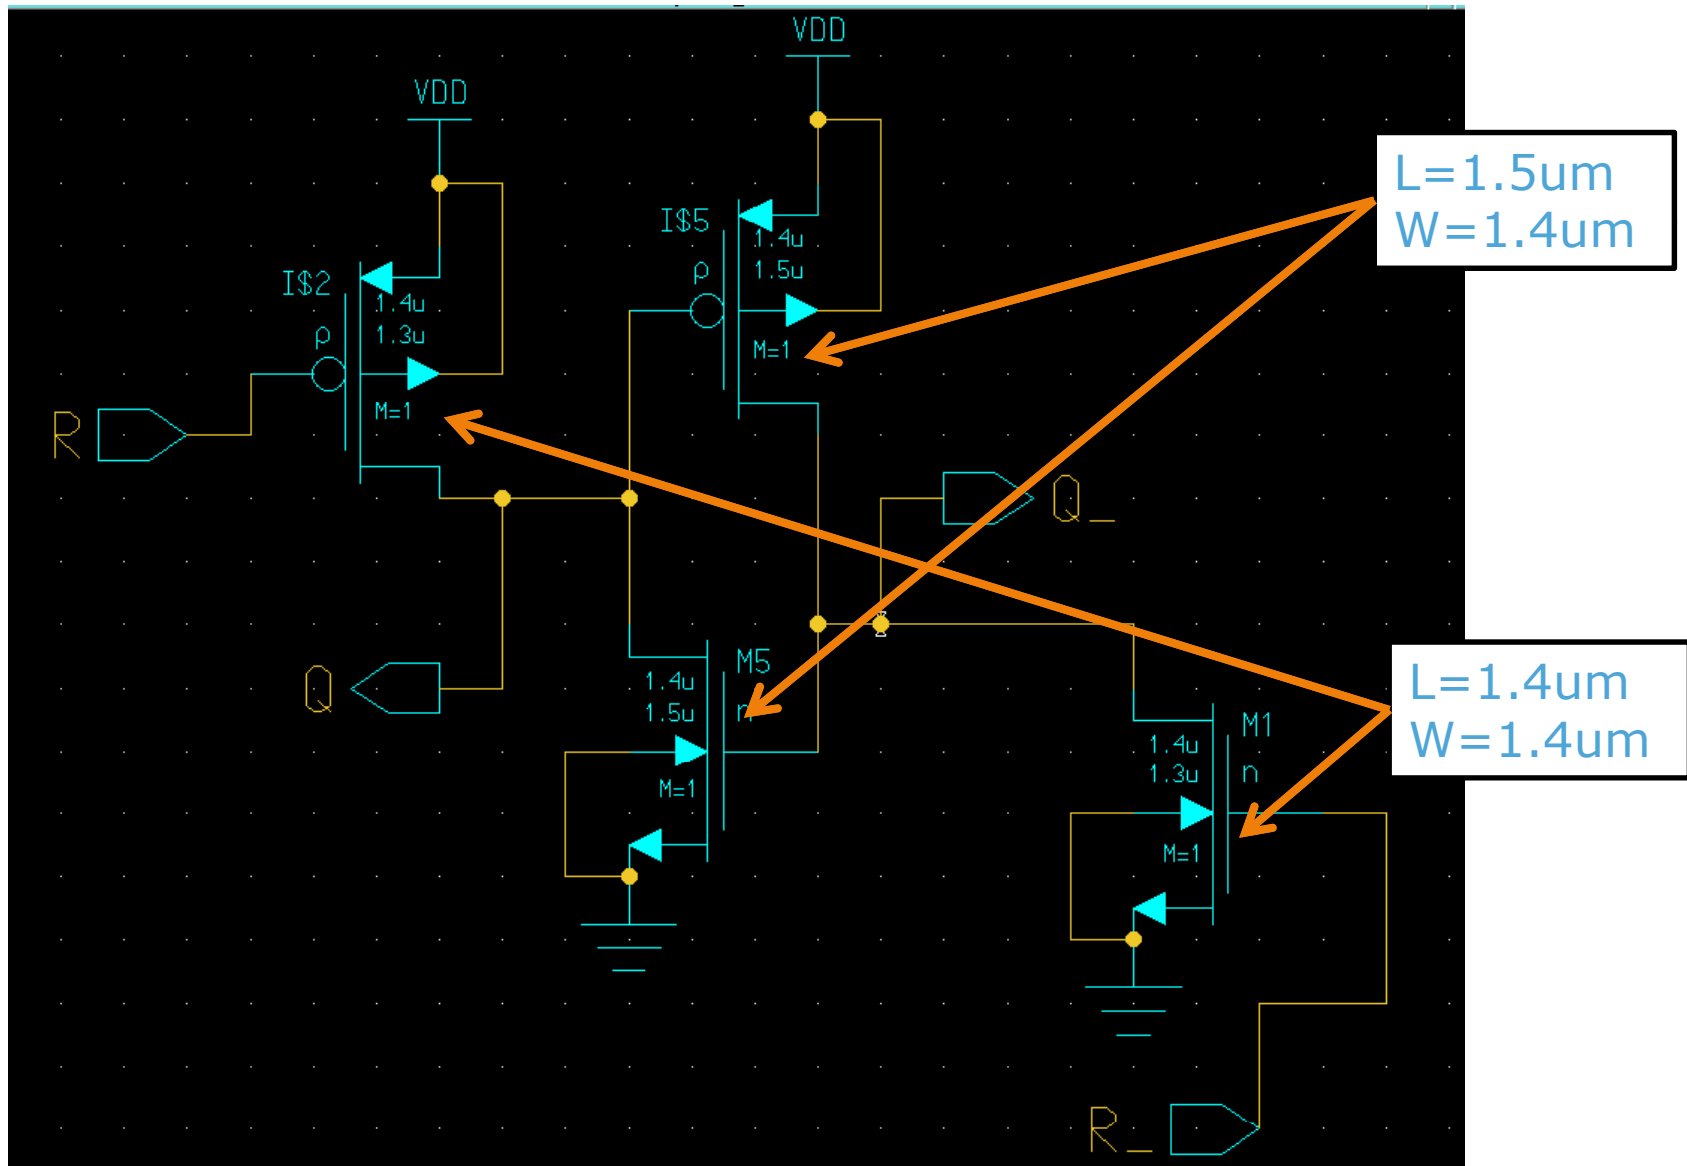 VDD
VDD
L=1.5um
W=1.4um
I$5
1.4u
1.5u
p
M=1
I$2
1.4u
1.3u
p
M=1
R
Q_
Q
M5
1.4u
1.5u
n
M=1
L=1.4um
W=1.4um
M1
1.4u
1.3u
n
M=1
R_